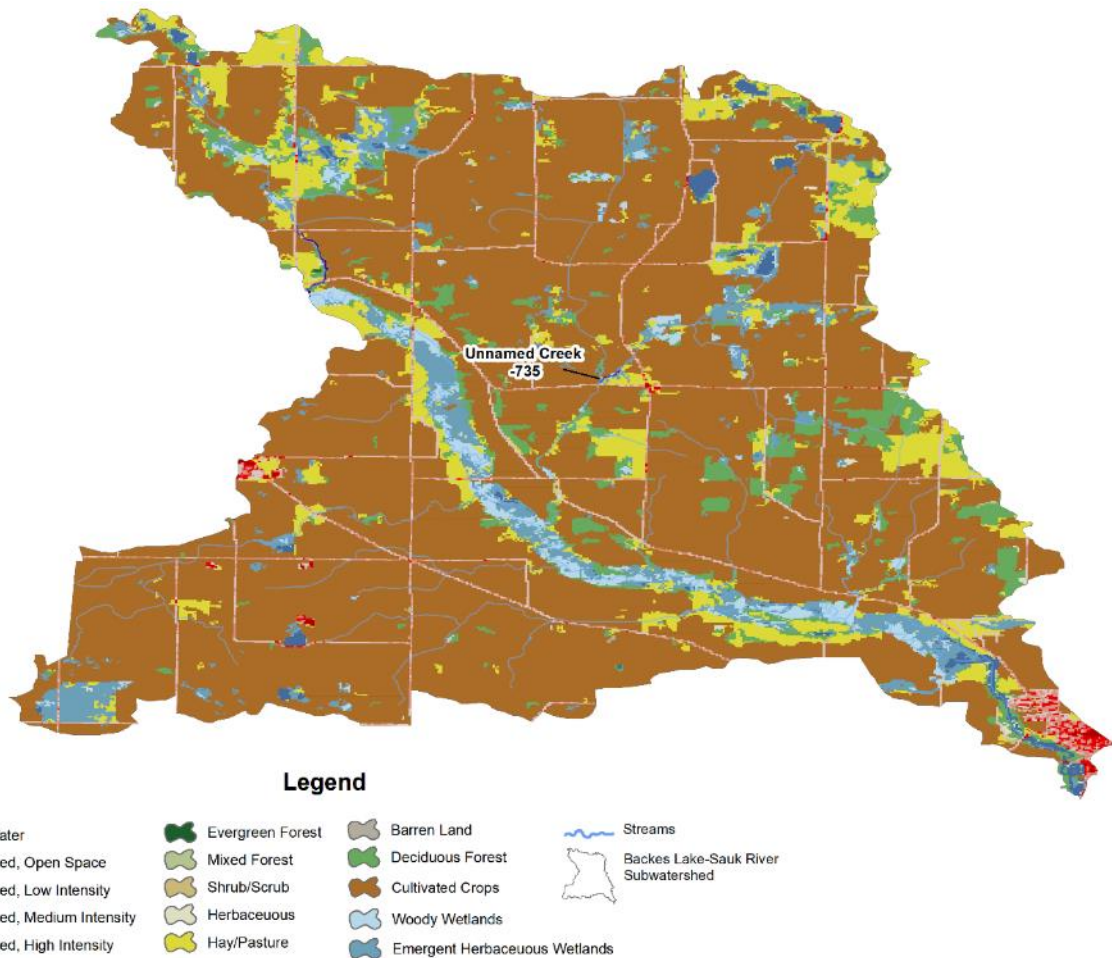 Unnamed Creek
-735
Legend
ater
ed, Open Space
ed, Low Intensity
ed, Medium Intensity
ed, High Intensity
Evergreen Forest
Mixed Forest
Shrub/Scrub
Herbaceuous
Hay/Pasture
Barren Land
Deciduous Forest
Cultivated Crops
Woody Wetlands
Emergent Herbaceuous Wetlands
Streams
Backes Lake-Sauk River
Subwatershed